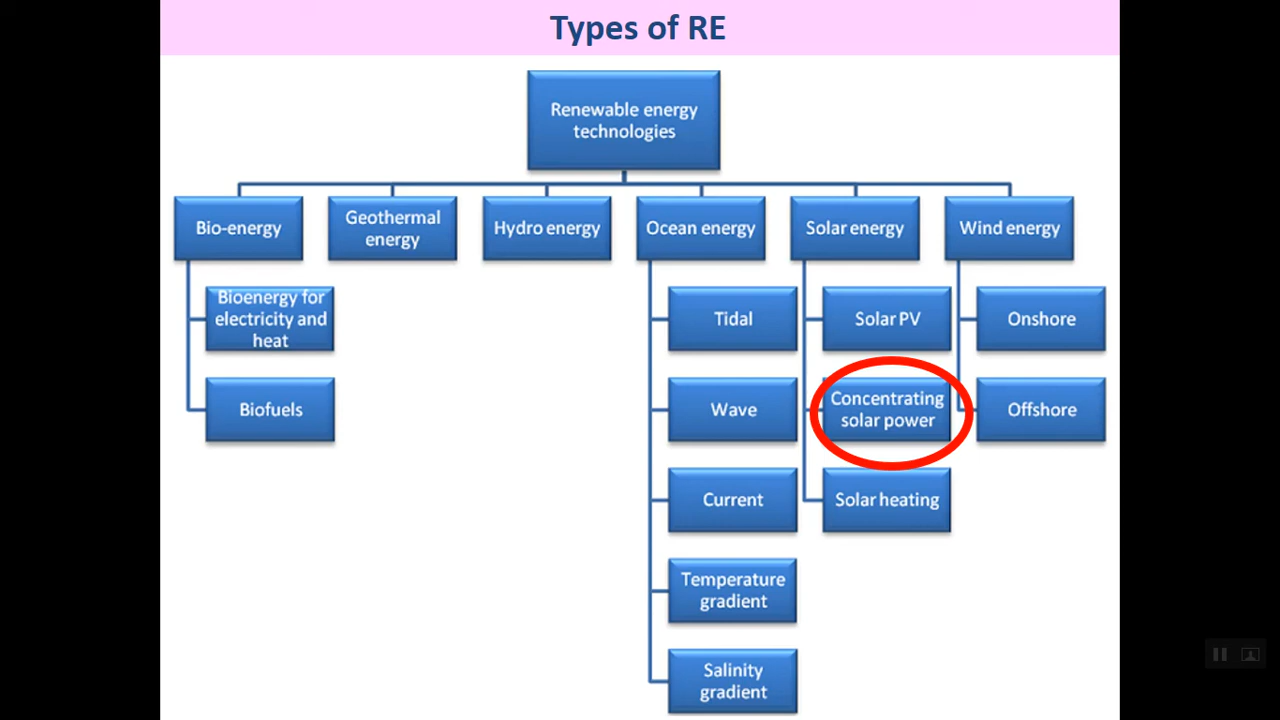 Types of RE
Renewable energy
technologies
Bio-energy
Geothermal
energy
Hydro energy
Ocean energy
Solar energy
Wind energy
Bioenergy for
electricity and
heat
Biofuels
Tidal
Wave
Current
Temperature
gradient
Salinity
gradient
Solar PV
Concentrating
solar power
Solar heating
Onshore
Offshore